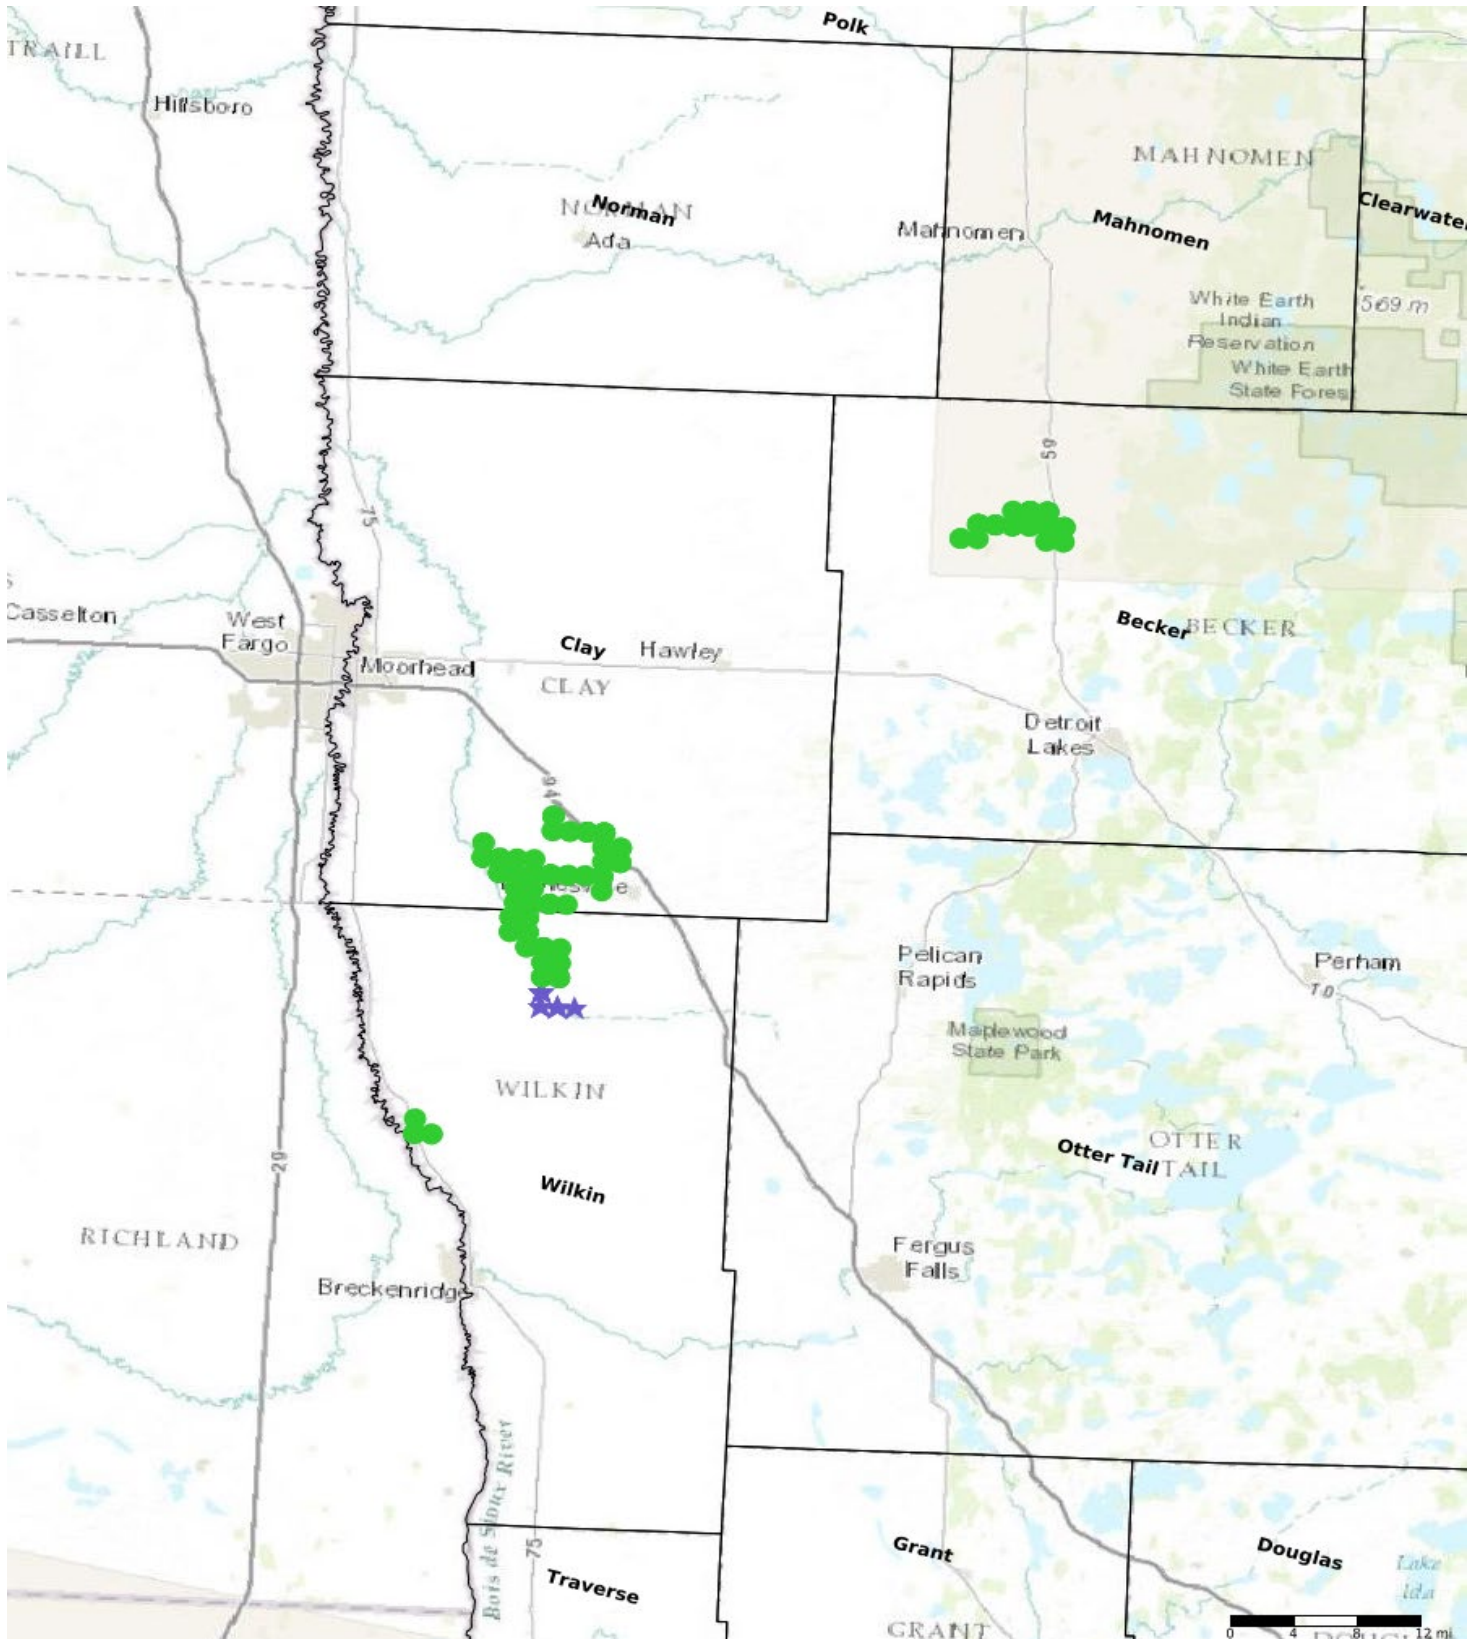 Polk
TRAILL
Hillsboro
MAHNOMEN
Clearwater
NORMAN
Norman
Mahnomen
Mahnomen
Ada
White Earth
Indian
Reservation
569 m
White Earth
State Fores
59
75
Casselton
West
Fargo
Moorhead
Clay
Hawley
CLAY
Becker
BECKER
Detroit
Lakes
94
Pelican
Rapids
Perham
10
Maplewood
State Park
WILKIN
OTTER
TAIL
Otter Tail
29
Wilkin
RICHLAND
Fergus
Falls
Breckenridge
Bois de Sioux River
75
Grant
Douglas
Lake
Ida
Traverse
GRANT
0 4 8 12 mi